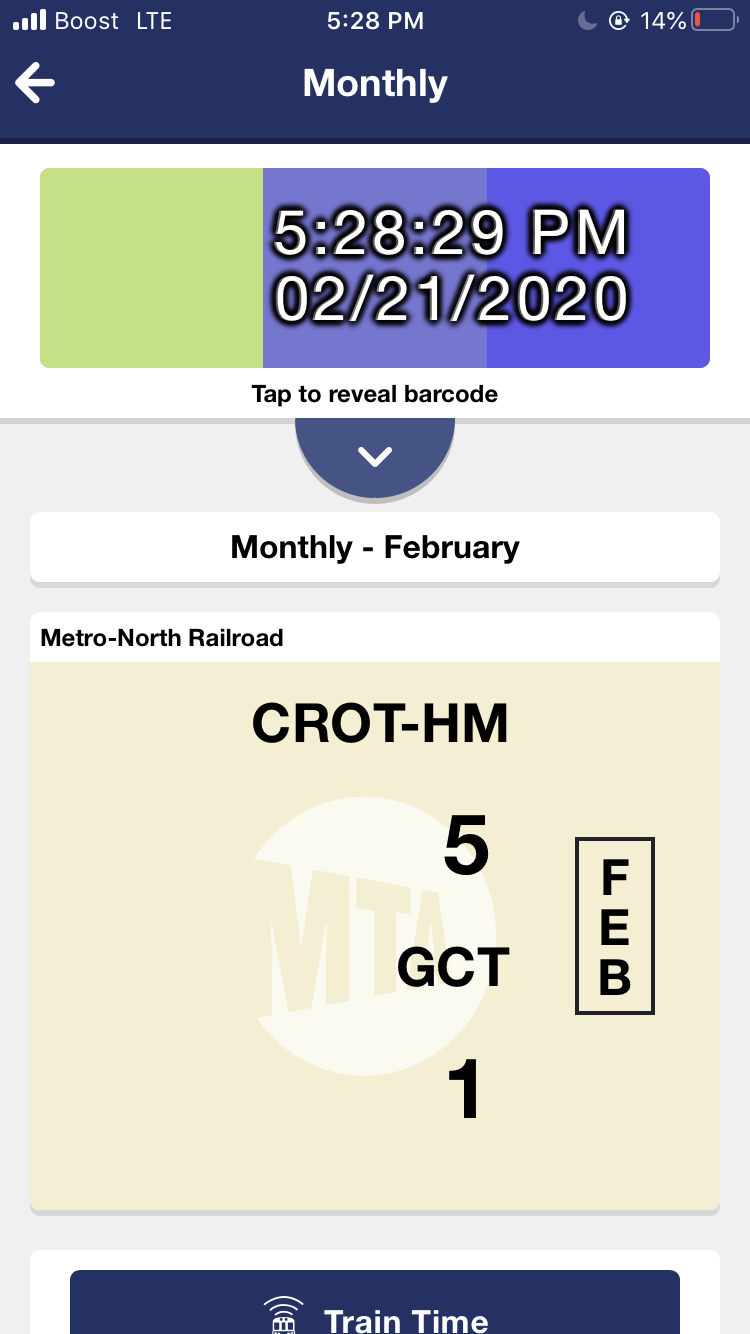 Boost LTE 5:28 PM 14%
Monthly
5:28:29 PM
02/21/2020
Tap to reveal barcode
Monthly - February
Metro-North Railroad
CROT-HM
5
MTA
GCT
1
F
E
B
Train Time